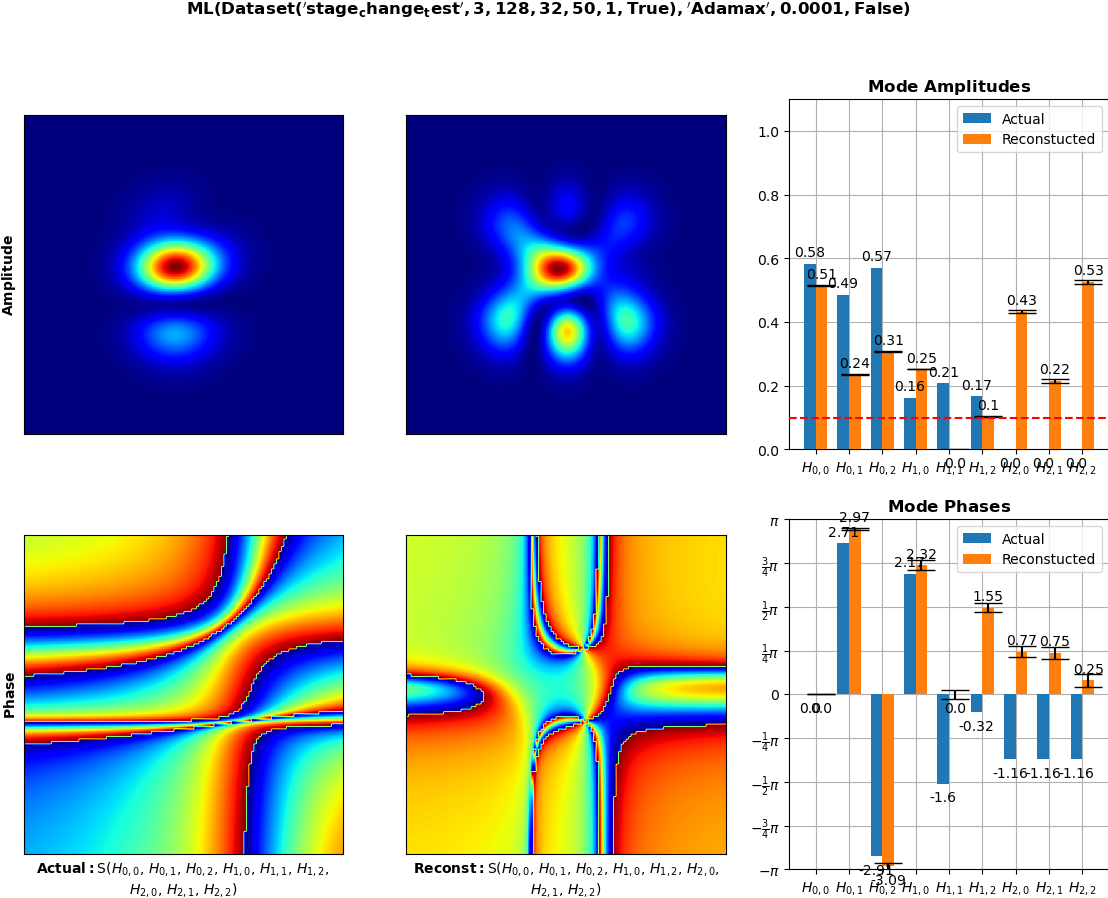 ML(Dataset('stage_change_test', 3, 128, 32, 50, 1, True), 'Adamax', 0.0001, False)
Mode Amplitudes
Amplitude
Actual
Reconstucted
1.0
0.8
0.6
0.4
0.2
0.0
0.58
0.51
0.49
0.24
0.57
0.31
0.16
0.25
0.21
0.0
0.17
0.1
0.0
0.43
0.0
0.22
0.0
0.53
H0,0 H0,1 H0,2 H1,0 H1,1 H1,2 H2,0 H2,1 H2,2
Mode Phases
Phase
Actual
Reconstucted
π
3/4π
1/2π
1/4π
0
−1/4π
−1/2π
−3/4π
−π
0.0
0.0
2.71
2.97
-2.91
-3.09
2.32
-1.6
0.0
-0.32
1.55
-1.16
0.77
-1.16
0.75
-1.16
0.25
H0,0 H0,1 H0,2 H1,0 H1,1 H1,2 H2,0 H2,1 H2,2
Actual: S(H0,0, H0,1, H0,2, H1,0, H1,1, H1,2,
H2,0, H2,1, H2,2)
Reconst: S(H0,0, H0,1, H0,2, H1,0, H1,2, H2,0,
H2,1, H2,2)